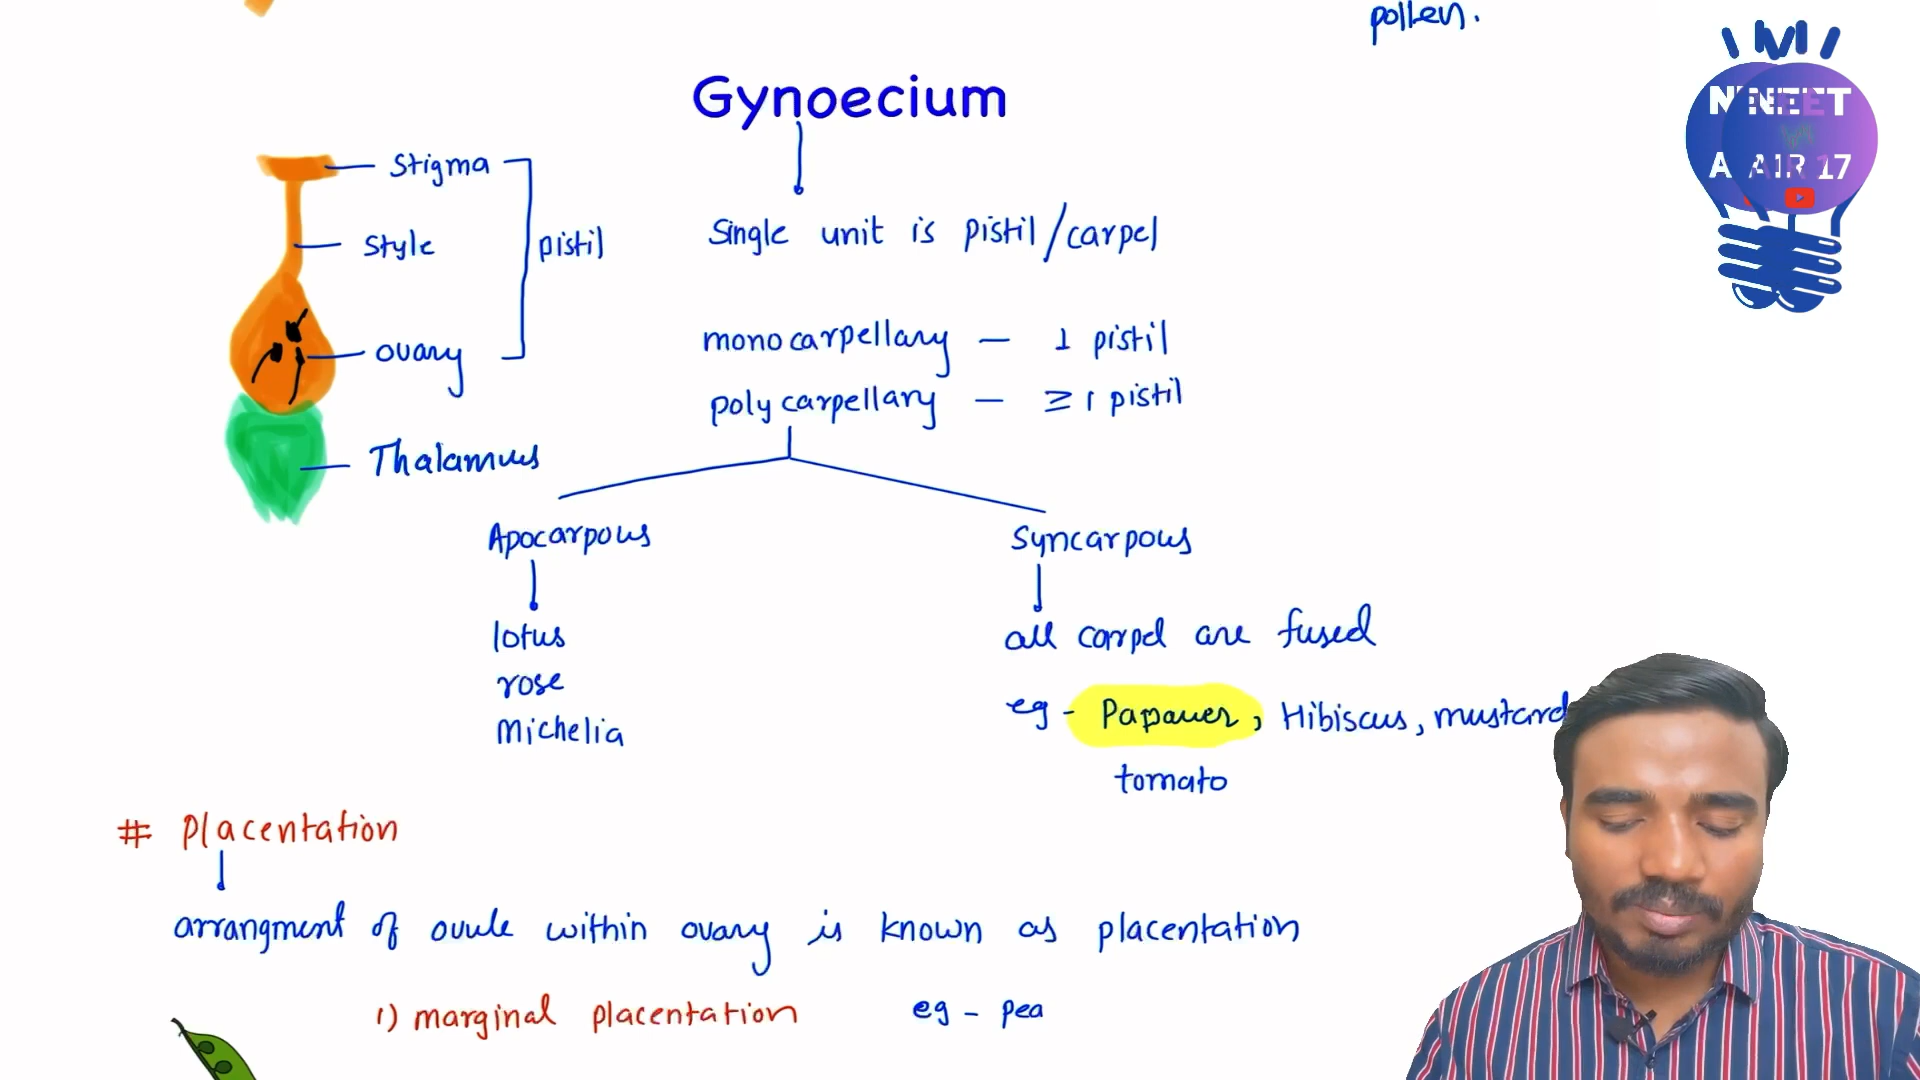 pollen.
Gynoecium
Stigma
Style
pistil
ovary
Thalamus
Single unit is pistil/carpel
monocarpellary — 1 pistil
polycarpellary — ≥ 1 pistil
Apocarpous
Syncarpous
lotus
rose
Michelia
all carpel are fused
eg - Papaver, Hibiscus, mustard
tomato
# Placentation
arrangment of ovule within ovary is known as placentation
1) marginal placentation eg - pea
NEET
AIR 17